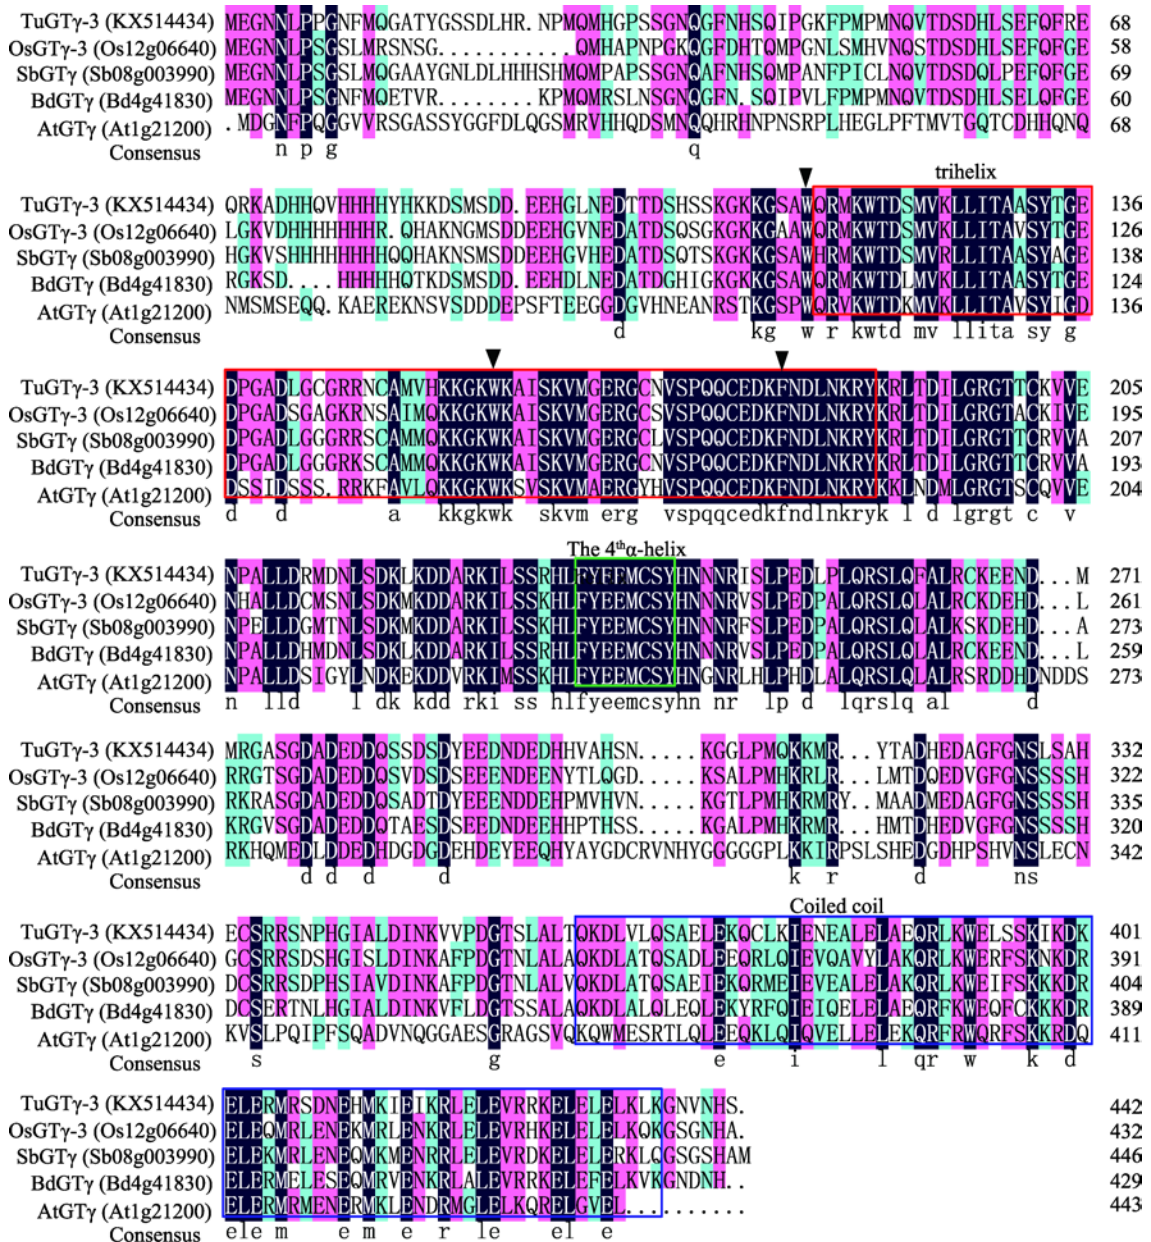 TuGTγ-3 (KX514434) MEGNNLPPGNFMQGATYGSSDLHR.NPMQMHGPSSGNQGFNHSQIPGKFPMPMNQVTDSDHLSEFQFRE 68
OsGTγ-3 (Os12g06640) MEGNNLPSGSLMRSNSG...........QMHAPNPGKQGFDHTQMPGNLSMHVNQSTDSDHLSEFQFGE 58
SbGTγ (Sb08g003990) MEGNNLPSGSLMQGAAYGNLDLHHHSHMQMPAPSSGNQAFNHSQMPANFPICLNQVTDSDQLPEFQFGE 69
BdGTγ (Bd4g41830) MEGNNLPSGNFMQETVR........KPMQMRSLNSGNQGFN.SQIPVLFPMPMNQVTDSDHLSELQFGE 60
AtGTγ (At1g21200) .MDGNFPQGGVVRSGASSYGGFDLQGSMRVHHQDSMNQQHRHNPNSRPLHEGLPFTMVTGQTCDHHQNQ 68
Consensus n p g q
trihelix
TuGTγ-3 (KX514434) QRKADHHQVHHHHYHKKDSMSDD.EEHGLNEDTTDSHSSKGKKGSAWQRMKWTDSMVKLLITAASYTGE 136
OsGTγ-3 (Os12g06640) LGKVDHHHHHHHR.QHAKNGMSDDEEHGVNEDATDSQSGKGKKGAAWQRMKWTDSMVKLLITAVSYTGE 126
SbGTγ (Sb08g003990) HGKVSHHHHHHHHQQHAKNSMSDDEEHGVHEDATDSQTSKGKKGSAWHRMKWTDSMVKLLITAASYAGE 138
BdGTγ (Bd4g41830) RGKSD....HHHHHQTKDSMSDD.EEHDLNEDATDGHIGKGKKGSAWQRMKWTDLMVKLLITAASYTGE 124
AtGTγ (At1g21200) NMSMSEQQ.KAEREKNSVSDDDEPSFTEEGGDGVHNEANRSTKGSPWQRVKWTDKMVKLLITAVSYIGD 136
Consensus d kg w r kwtd mv llita sy g
TuGTγ-3 (KX514434) DPGADLGCGRRNCAMVHKKGKWKAISKVMGERGCNVSPQQCEDKFNDLNKRYKRLTDILGRGTTCKVVE 205
OsGTγ-3 (Os12g06640) DPGADSGAGKRNSAIMQKKGKWKAISKVMGERGCSVSPQQCEDKFNDLNKRYKRLTDILGRGTACKIVE 195
SbGTγ (Sb08g003990) DPGADLGGGRRSCAMMQKKGKWKAISKVMGERGCLVSPQQCEDKFNDLNKRYKRLTDILGRGTTCRVVA 207
BdGTγ (Bd4g41830) DPGADLGGGRKSCAMMQKKGKWKAISKVMGERGCNVSPQQCEDKFNDLNKRYKRLTDILGRGTTCRVVA 193
AtGTγ (At1g21200) DSSIDSSS.RRKFAVLQKKGKWKSVSKVMAERGYHVSPQQCEDKFNDLNKRYKKLNDMLGRGTSCQVVE 204
Consensus d d a kkgkwk skvm erg vspqqcedkfndlnkryk l d lgrgt c v
The 4th α-helix
TuGTγ-3 (KX514434) NPALLDRMDNLSDKLKDDARKILSSRHLFYEEMCSYHNNNRISLPEDLPLQRSLQFALRCKEEND...M 271
OsGTγ-3 (Os12g06640) NHALLDCMSNLSDKMKDDARKILSSKHLFYEEMCSYHNNNRVSLPEDPALQRSLQLALRCKDEHD...L 261
SbGTγ (Sb08g003990) NPELLDGMTNLSDKMKDDARKILSSKHLFYEEMCSYHNNNRFSLPEDPALQRSLQLALKSKDEHD...A 273
BdGTγ (Bd4g41830) NPALLDHMDNLSDKLKDDARKILSSKHLFYEEMCSYHNNNRVSLPEDPALQRSLQLALRCKEEND...L 259
AtGTγ (At1g21200) NPALLDSIGYLNDKEKDDVRKIMSSKHLFYEEMCSYHNGNRLHLPHDLALQRSLQLALRSRDDHDNDDS 273
Consensus n lld l dk kdd rki ss hlfyeemcsyhn nr lp d lqrslq al d
TuGTγ-3 (KX514434) MRGASGDADEDDQSSDSDYEEDNDEDHHVAHSN.....KGGLPMQKKMR...YTADHEDAGFGNSLSAH 332
OsGTγ-3 (Os12g06640) RRGTSGDADEDDQSVDSDSEEENDEENYTLQGD.....KSALPMHKRLR...LMTDQEDVGFGNSSSSH 322
SbGTγ (Sb08g003990) RKRASGDADEDDQSADTDYEEENDDEHPMVHVN.....KGTLPMHKRMRY..MAADMEDAGFGNSSSSH 335
BdGTγ (Bd4g41830) KRGVSGDADEDDQTAESDSEEDNDEEHHPTHSS.....KGALPMHKRMR...HMTDHEDVGFGNSSSSH 320
AtGTγ (At1g21200) RKHQMEDLDDEDHDGDGDEHDEYEEQHYAYGDCRVNHYGGGGGPLKKIRPSLSHEDGDHPSHVNSLECN 342
Consensus d d d d k r d ns
Coiled coil
TuGTγ-3 (KX514434) ECSRRSNPHGIALDINKVVPDGTSLALTQKDLVLQSAELEKQCLKIENEALELAEQRLKWELSSKIKDK 401
OsGTγ-3 (Os12g06640) GCSRRSDSHGISLDINKAFPDGTNLALAQKDLATQSADLEEQRLQIEVQAVYLAKQRLKWERFSKNKDR 391
SbGTγ (Sb08g003990) DCSRRSDPHSIAVDINKAFPDGTNLALVQKDLATQSAEIEKQRMEIEVEALELAKQRLKWEIFSKKKDR 404
BdGTγ (Bd4g41830) DCSERTNLHGIALDINKVFLDGTSSALAQKDLALQLEQLEKYRFQIEIQELELAEQRFKWEQFCKKKDR 389
AtGTγ (At1g21200) KVSLPQIPFSQADVNQGGAESGRAGSVQKQWMESRTLQLEEQKLQIQVELLELEKQRFRWQRFSKKRDQ 411
Consensus s g e i l qr w k d
TuGTγ-3 (KX514434) ELERMRSDNEHMKIEIKRLELEVRRKELELELKLKGNVNHS. 442
OsGTγ-3 (Os12g06640) ELEQMRLENEKMRLENKRLELEVRHKELELELKQKGSGNHA. 432
SbGTγ (Sb08g003990) ELEKMRLENEQMKMENRRLELEVRDKELELERKLQGSGSHAM 446
BdGTγ (Bd4g41830) ELERMELESEQMRVENKRLALEVRRKELEFELKVKGNDNH.. 429
AtGTγ (At1g21200) ELERMRMENERMKLENDRMGLELKQRELGVEL.......... 443
Consensus ele m e m e r le el e